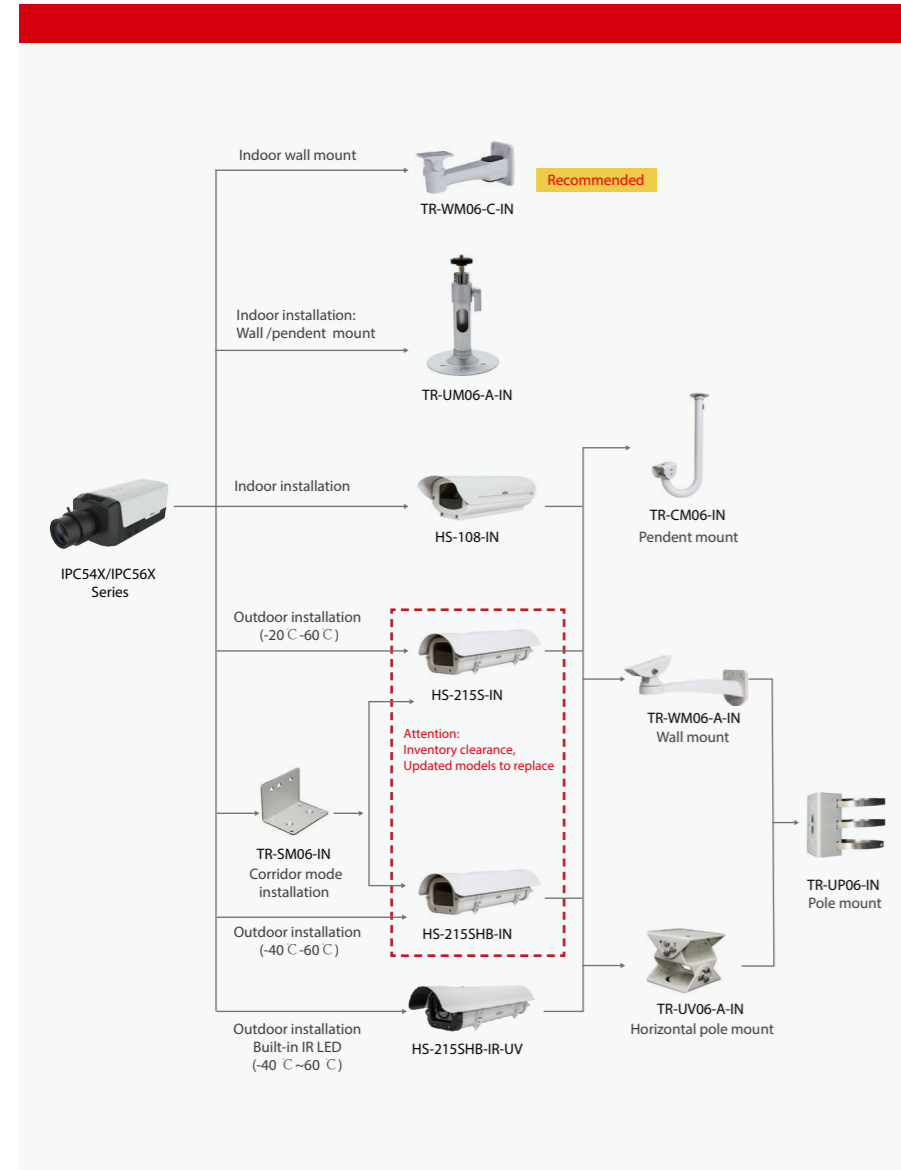 Indoor wall mount
Recommended
TR-WM06-C-IN
Indoor installation:
Wall /pendent mount
TR-UM06-A-IN
Indoor installation
HS-108-IN
TR-CM06-IN
Pendent mount
IPC54X/IPC56X
Series
Outdoor installation
(-20℃-60℃)
HS-215S-IN
Attention:
Inventory clearance,
Updated models to replace
TR-WM06-A-IN
Wall mount
TR-SM06-IN
Corridor mode
installation
TR-UP06-IN
Pole mount
Outdoor installation
(-40℃-60℃)
HS-215SHB-IN
TR-UV06-A-IN
Horizontal pole mount
Outdoor installation
Built-in IR LED
(-40 ℃~60 ℃)
HS-215SHB-IR-UV